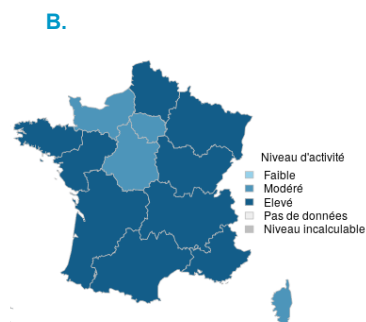 B.
Niveau d'activité
Faible
Modéré
Elevé
Pas de données
Niveau incalculable